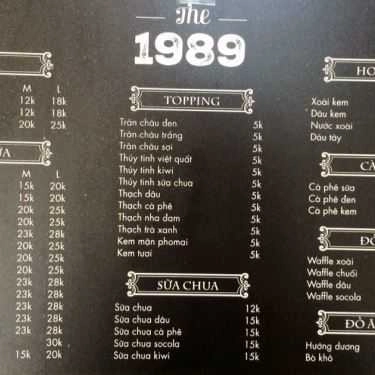 The
1989
M L
12k 18k
12k 18k
20k 25k
M L
15k 20k
15k 20k
20k 25k
20k 25k
23k 28k
23k 28k
20k 25k
20k 25k
23k 28k
23k 28k
23k 28k
30k
15k 20k
TOPPING
Trân châu đen 5k
Trân châu trắng 5k
Trân châu sợi 5k
Thủy tinh việt quất 5k
Thủy tinh kiwi 5k
Thủy tinh sữa chua 5k
Thạch dâu 5k
Thạch cà phê 5k
Thạch nha đam 5k
Thạch trà xanh 5k
Kem mặn phomai 5k
Kem tươi 5k
SỮA CHUA
Sữa chua 12k
Sữa chua dâu 15k
Sữa chua cà phê 15k
Sữa chua socola 15k
Sữa chua kiwi 15k
HO
Xoài kem
Dâu kem
Nước xoài
Dâu tây
CÀ
Cà phê sữa
Cà phê đen
Cà phê kem
ĐỒ
Waffle xoài
Waffle chuối
Waffle dâu
Waffle socola
ĐỒ Ă
Hướng dương
Bò khô